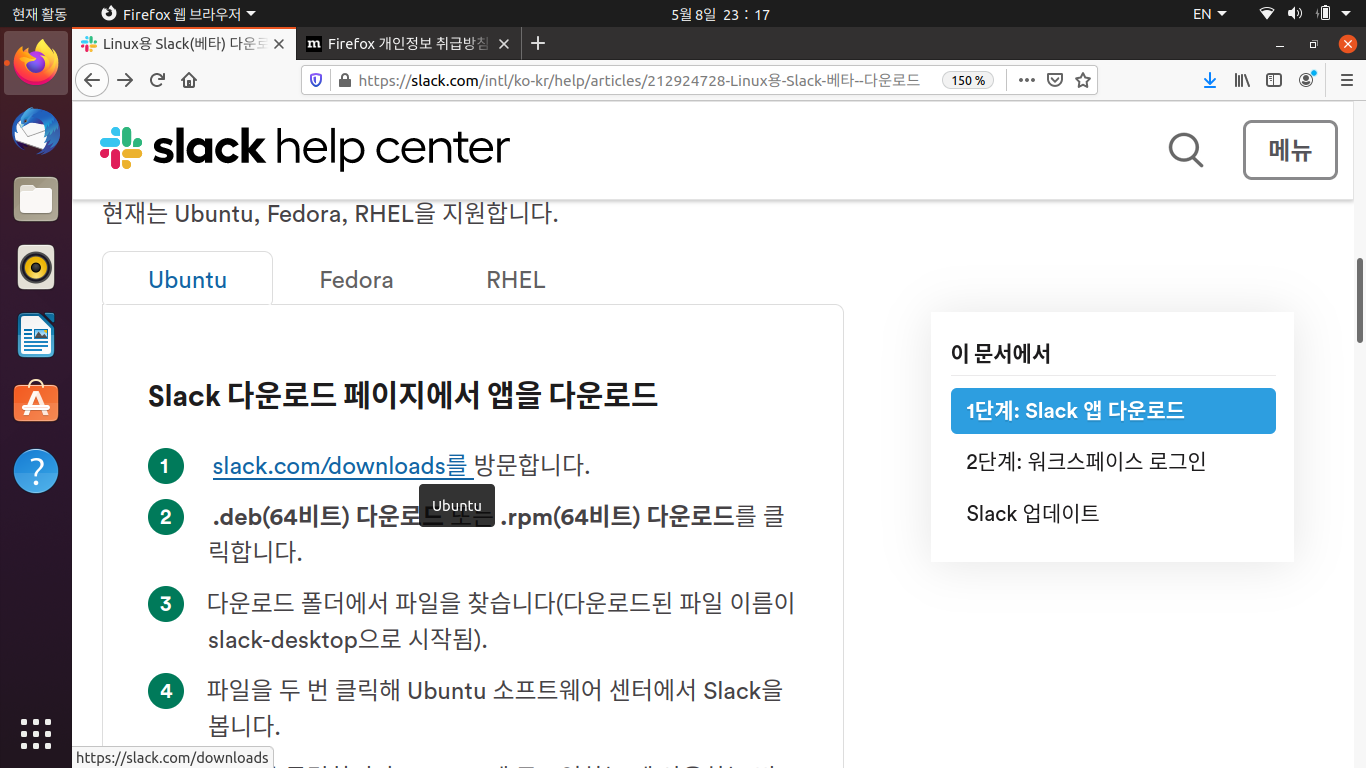 현재 활동
Firefox 웹 브라우저
5월 8일 23 : 17
EN
Linux용 Slack(베타) 다운로
Firefox 개인정보 취급방침
https://slack.com/intl/ko-kr/help/articles/212924728-Linux용-Slack-베타--다운로드
150 %
slack help center
메뉴
현재는 Ubuntu, Fedora, RHEL을 지원합니다.
Ubuntu
Fedora
RHEL
Slack 다운로드 페이지에서 앱을 다운로드
1 slack.com/downloads를 방문합니다.
Ubuntu
2 .deb(64비트) 다운로드 또는 .rpm(64비트) 다운로드를 클
릭합니다.
3 다운로드 폴더에서 파일을 찾습니다(다운로드된 파일 이름이
slack-desktop으로 시작됨).
4 파일을 두 번 클릭해 Ubuntu 소프트웨어 센터에서 Slack을
봅니다.
이 문서에서
1단계: Slack 앱 다운로드
2단계: 워크스페이스 로그인
Slack 업데이트
https://slack.com/downloads